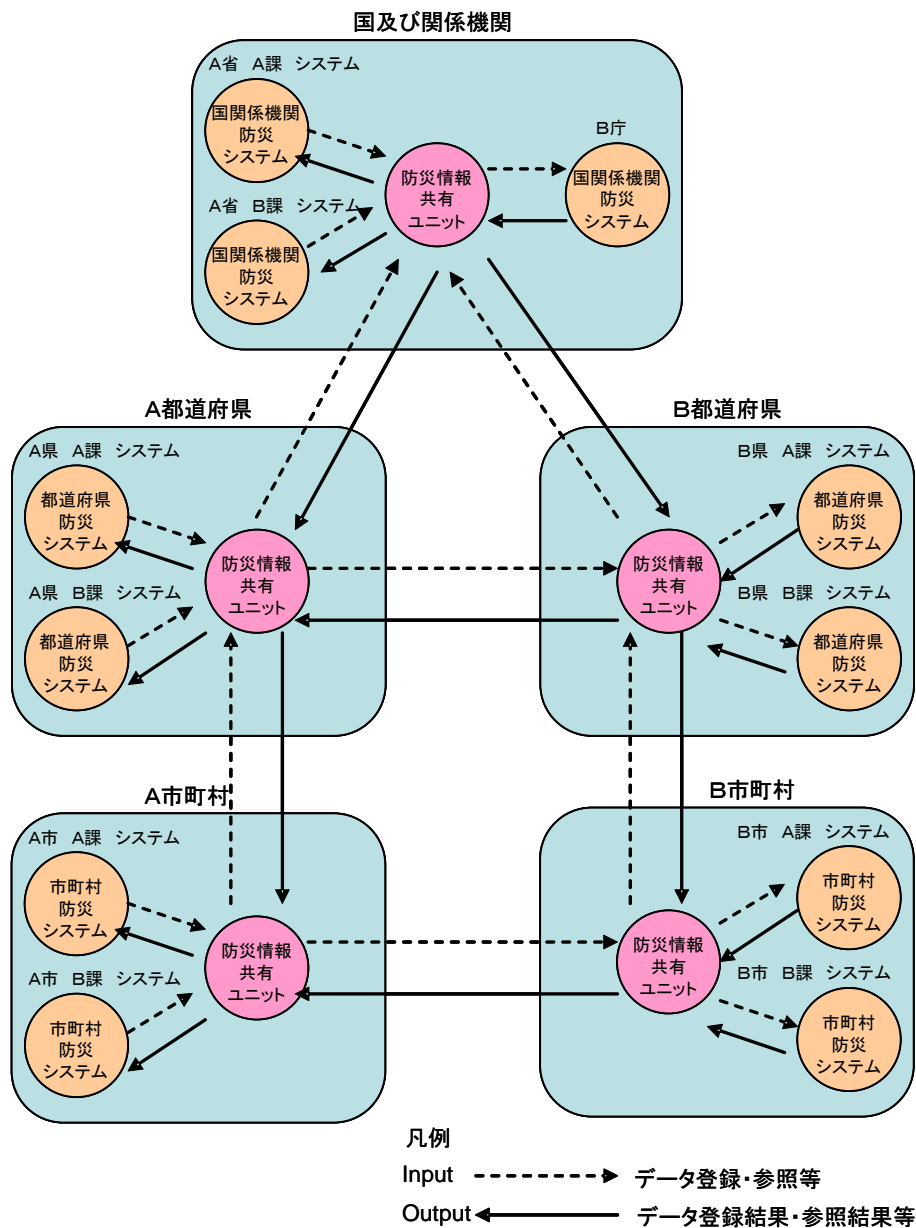 国及び関係機関
A省 A課 システム
国関係機関
防災
システム
B庁
防災情報
共有
ユニット
国関係機関
防災
システム
A省 B課 システム
国関係機関
防災
システム
A都道府県
B都道府県
A県 A課 システム
都道府県
防災
システム
防災情報
共有
ユニット
A県 B課 システム
都道府県
防災
システム
B県 A課 システム
都道府県
防災
システム
防災情報
共有
ユニット
B県 B課 システム
都道府県
防災
システム
A市町村
B市町村
A市 A課 システム
市町村
防災
システム
防災情報
共有
ユニット
A市 B課 システム
市町村
防災
システム
B市 A課 システム
市町村
防災
システム
防災情報
共有
ユニット
B市 B課 システム
市町村
防災
システム
凡例
Input データ登録・参照等
Output データ登録結果・参照結果等